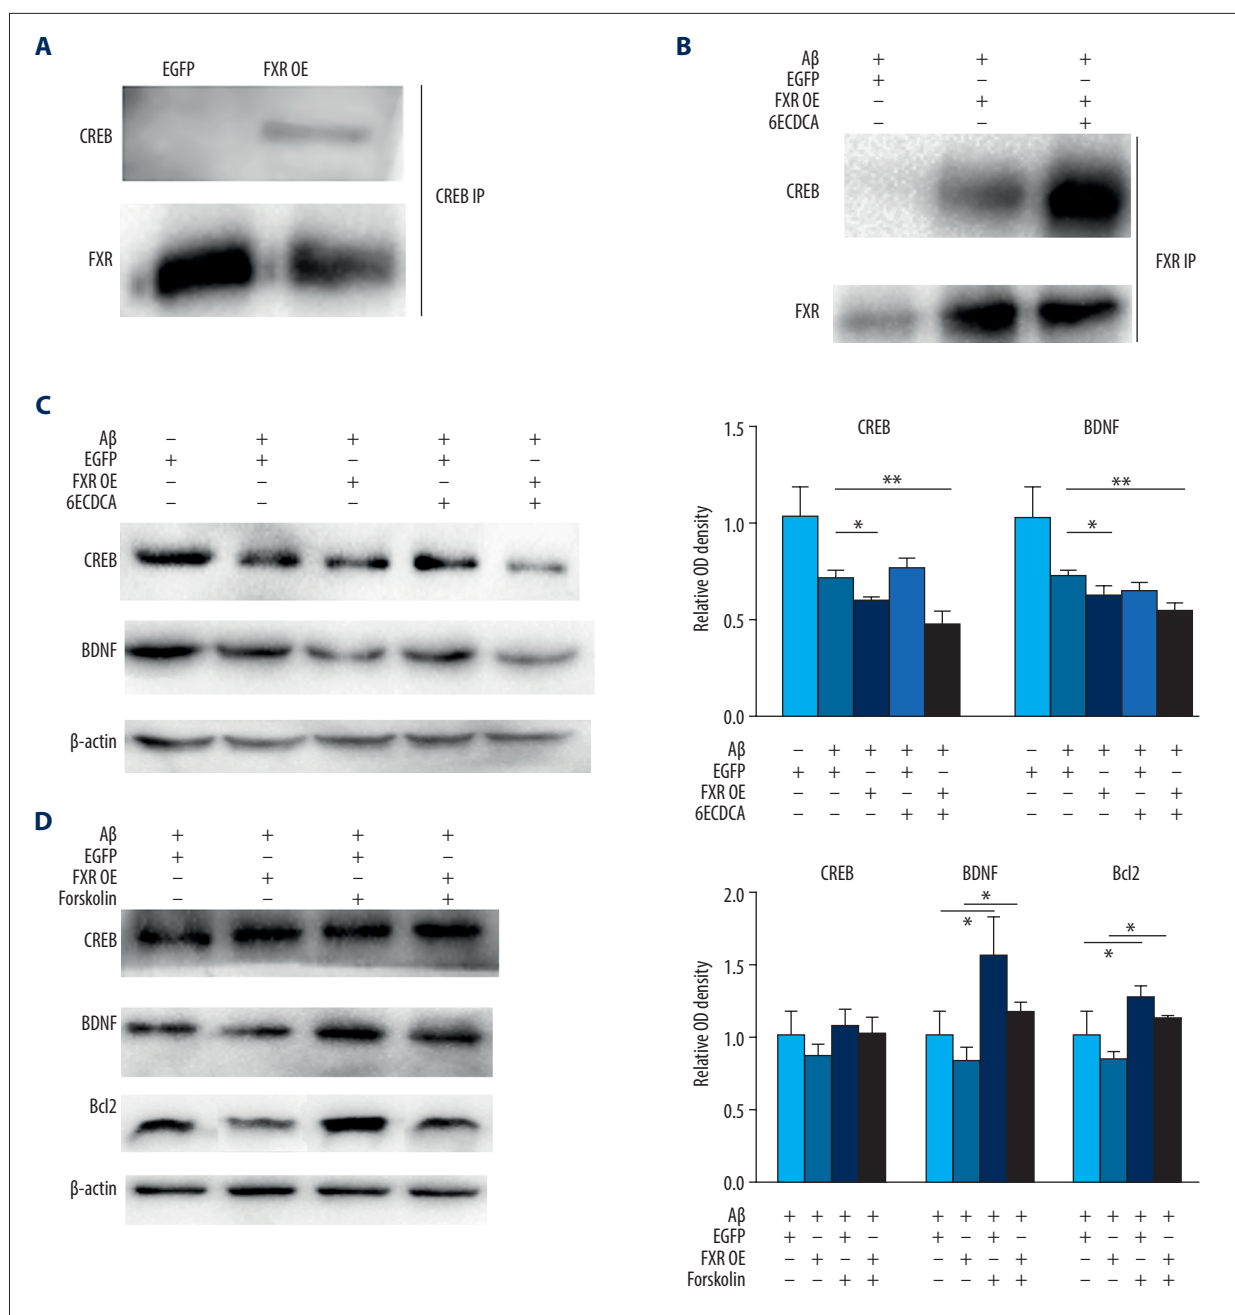 A
EGFP FXR OE
CREB
FXR
CREB IP
B
Aβ + + +
EGFP + – –
FXR OE – + +
6ECDCA – – +
CREB
FXR
FXR IP
C
Aβ – + + + +
EGFP + + – + –
FXR OE – – + – +
6ECDCA – – – + +
CREB
BDNF
β-actin
CREB BDNF
Relative OD density
1.5
1.0
0.5
0.0
** **
* *
Aβ – + + + + – + + + +
EGFP + + – + – + + – + –
FXR OE – – + – + – – + – +
6ECDCA – – – + + – – – + +
D
Aβ + + + +
EGFP + – + –
FXR OE – + – +
Forskolin – – + +
CREB
BDNF
Bcl2
β-actin
CREB BDNF Bcl2
Relative OD density
2.0
1.5
1.0
0.5
0.0
* *
* *
Aβ + + + + + + + + + + + +
EGFP + – + – + – + – + – + –
FXR OE – + – + – + – + – + – +
Forskolin – – + + – – + + – – + +